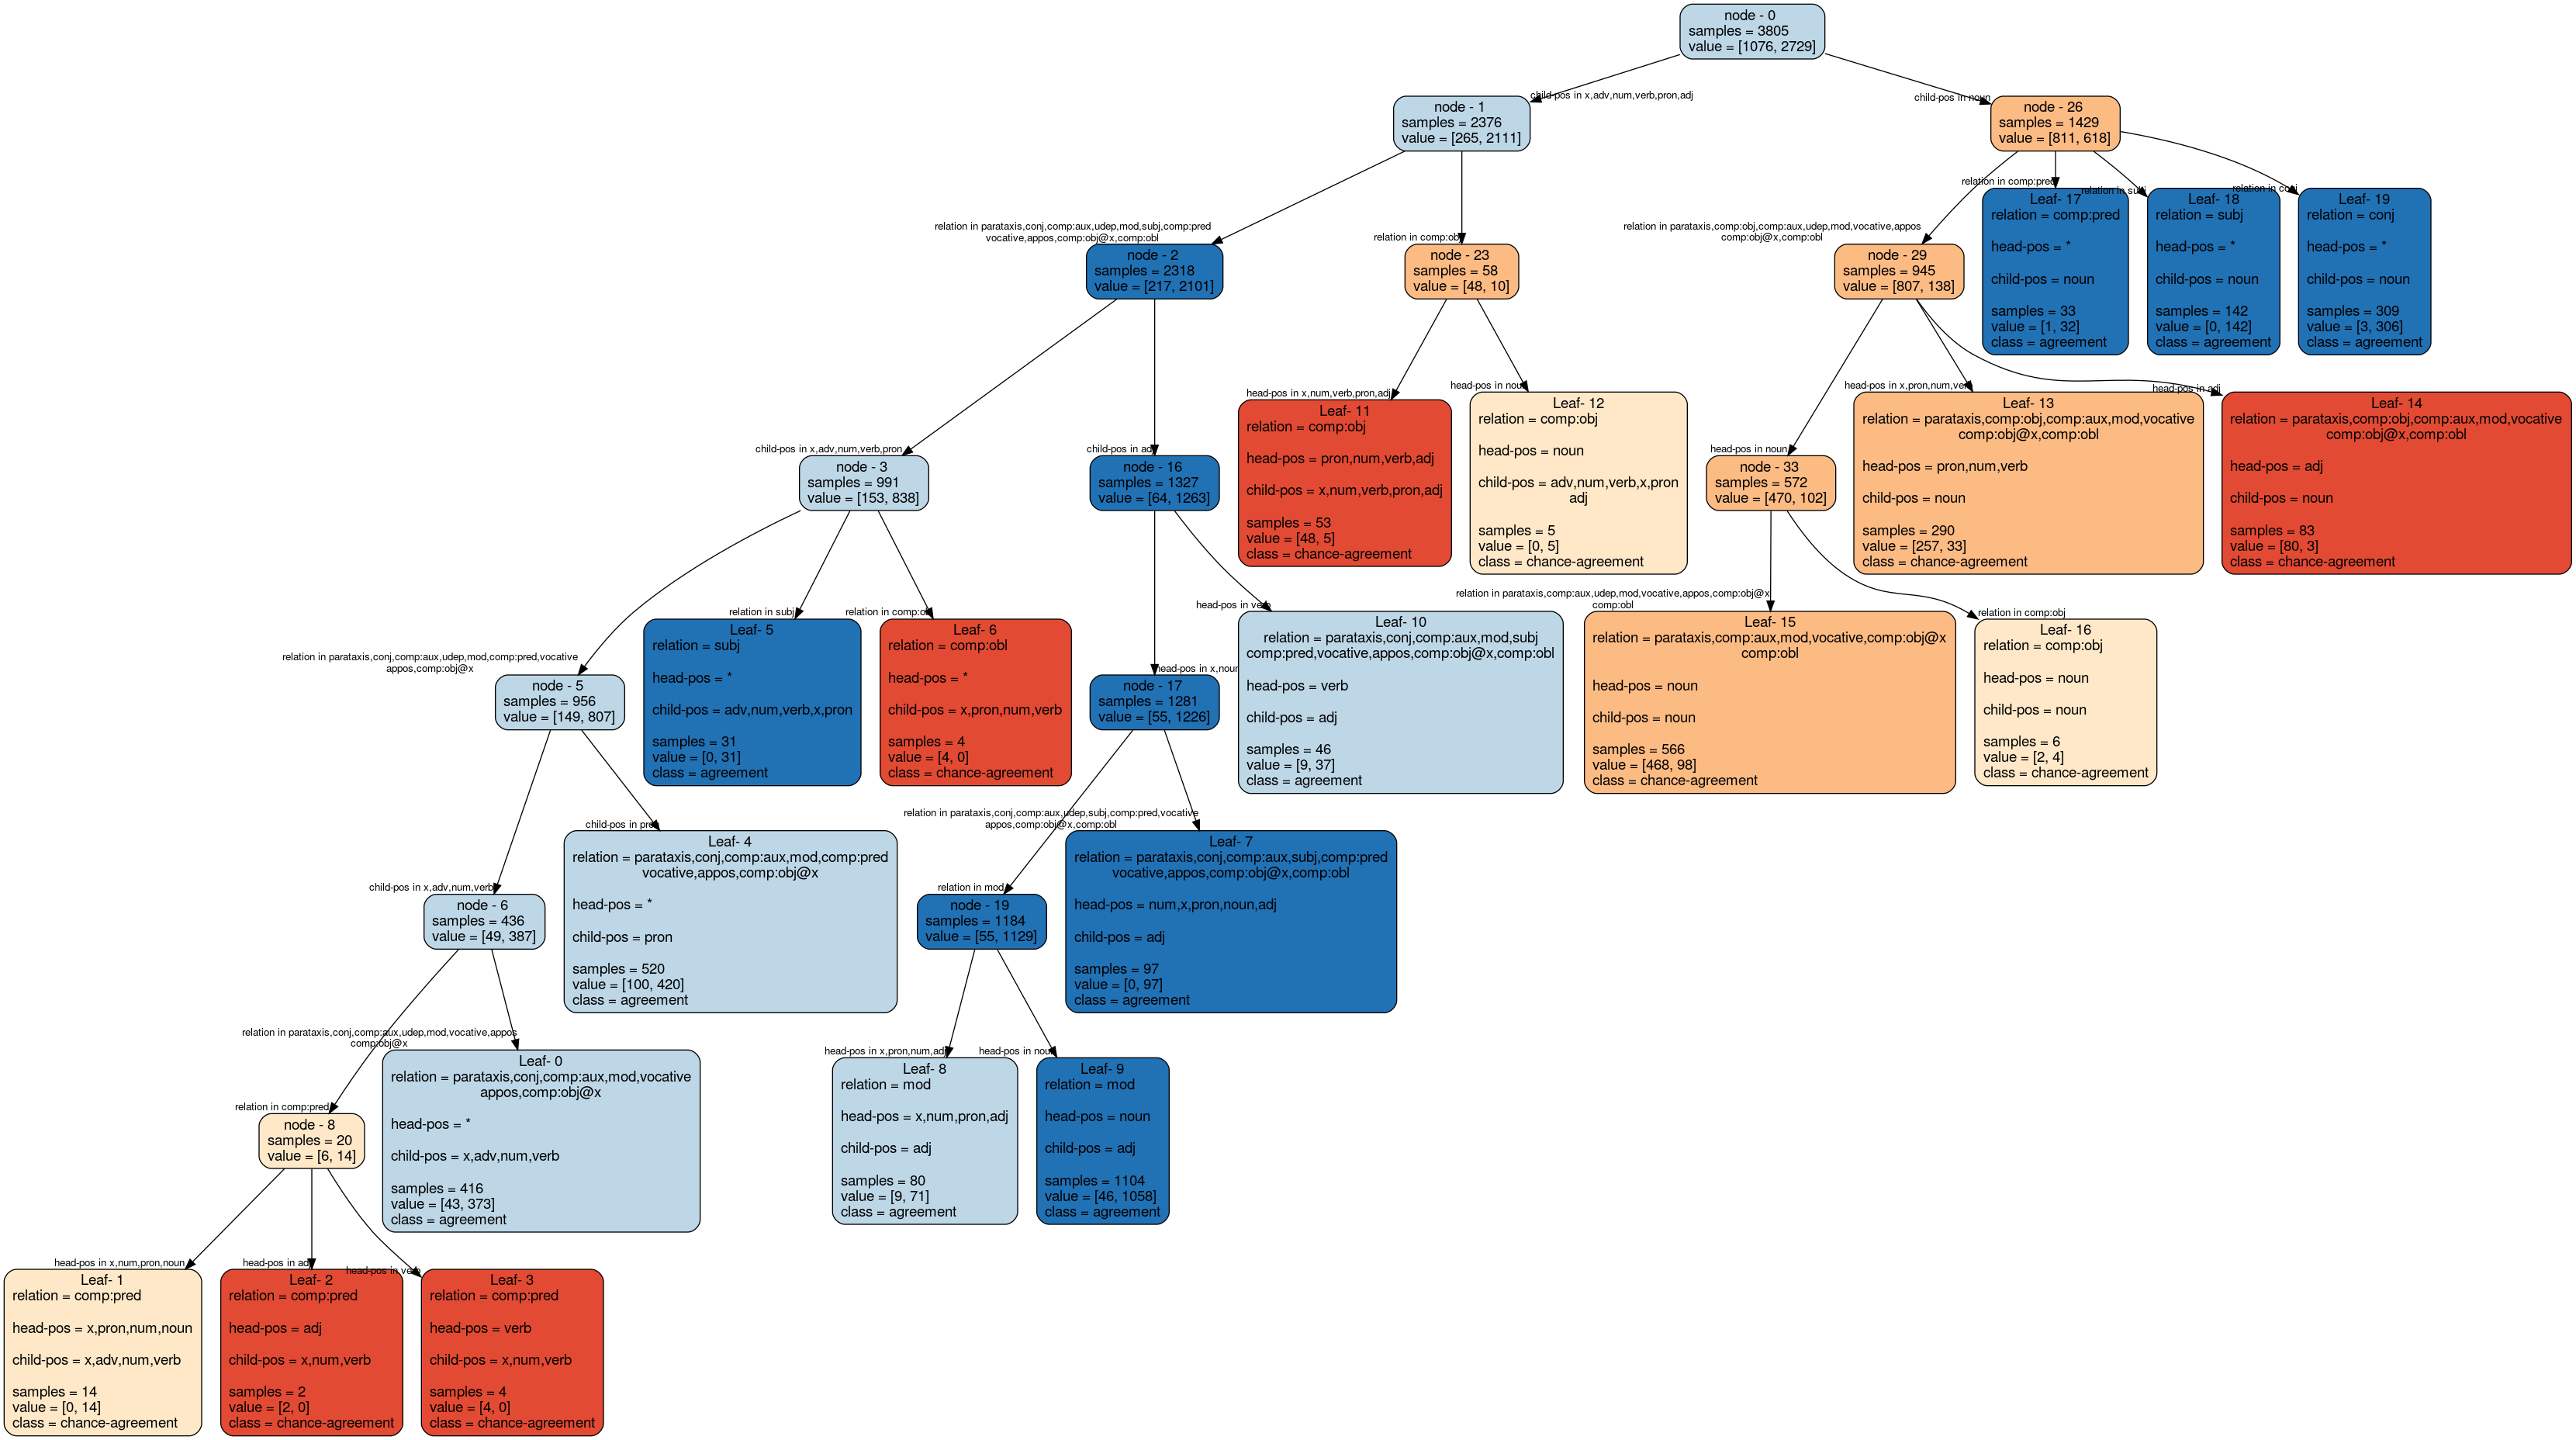 node - 0
samples = 3805
value = [1076, 2729]
child-pos in x,adv,num,verb,pron,adj
child-pos in noun
node - 1
samples = 2376
value = [265, 2111]
node - 26
samples = 1429
value = [811, 618]
relation in parataxis,conj,comp:aux,udep,mod,subj,comp:pred
vocative,appos,comp:obj@x,comp:obl
relation in comp:obj
relation in parataxis,comp:obj,comp:aux,udep,mod,vocative,appos
comp:obj@x,comp:obl
relation in comp:pred
relation in subj
relation in conj
node - 2
samples = 2318
value = [217, 2101]
node - 23
samples = 58
value = [48, 10]
node - 29
samples = 945
value = [807, 138]
Leaf- 17
relation = comp:pred
head-pos = *
child-pos = noun
samples = 33
value = [1, 32]
class = agreement
Leaf- 18
relation = subj
head-pos = *
child-pos = noun
samples = 142
value = [0, 142]
class = agreement
Leaf- 19
relation = conj
head-pos = *
child-pos = noun
samples = 309
value = [3, 306]
class = agreement
child-pos in x,adv,num,verb,pron
child-pos in adj
head-pos in x,num,verb,pron,adj
head-pos in noun
head-pos in noun
head-pos in x,pron,num,verb
head-pos in adj
node - 3
samples = 991
value = [153, 838]
node - 16
samples = 1327
value = [64, 1263]
Leaf- 11
relation = comp:obj
head-pos = pron,num,verb,adj
child-pos = x,num,verb,pron,adj
samples = 53
value = [48, 5]
class = chance-agreement
Leaf- 12
relation = comp:obj
head-pos = noun
child-pos = adv,num,verb,x,pron
adj
samples = 5
value = [0, 5]
class = chance-agreement
node - 33
samples = 572
value = [470, 102]
Leaf- 13
relation = parataxis,comp:obj,comp:aux,mod,vocative
comp:obj@x,comp:obl
head-pos = pron,num,verb
child-pos = noun
samples = 290
value = [257, 33]
class = chance-agreement
Leaf- 14
relation = parataxis,comp:obj,comp:aux,mod,vocative
comp:obj@x,comp:obl
head-pos = adj
child-pos = noun
samples = 83
value = [80, 3]
class = chance-agreement
relation in parataxis,conj,comp:aux,udep,mod,comp:pred,vocative
appos,comp:obj@x
relation in subj
relation in comp:obl
head-pos in x,noun
head-pos in verb
relation in parataxis,comp:aux,udep,mod,vocative,appos,comp:obj@x
comp:obl
relation in comp:obj
node - 5
samples = 956
value = [149, 807]
Leaf- 5
relation = subj
head-pos = *
child-pos = adv,num,verb,x,pron
samples = 31
value = [0, 31]
class = agreement
Leaf- 6
relation = comp:obl
head-pos = *
child-pos = x,pron,num,verb
samples = 4
value = [4, 0]
class = chance-agreement
node - 17
samples = 1281
value = [55, 1226]
Leaf- 10
relation = parataxis,conj,comp:aux,mod,subj
comp:pred,vocative,appos,comp:obj@x,comp:obl
head-pos = verb
child-pos = adj
samples = 46
value = [9, 37]
class = agreement
Leaf- 15
relation = parataxis,comp:aux,mod,vocative,comp:obj@x
comp:obl
head-pos = noun
child-pos = noun
samples = 566
value = [468, 98]
class = chance-agreement
Leaf- 16
relation = comp:obj
head-pos = noun
child-pos = noun
samples = 6
value = [2, 4]
class = chance-agreement
child-pos in x,adv,num,verb
child-pos in pron
relation in mod
relation in parataxis,conj,comp:aux,udep,subj,comp:pred,vocative
appos,comp:obj@x,comp:obl
node - 6
samples = 436
value = [49, 387]
Leaf- 4
relation = parataxis,conj,comp:aux,mod,comp:pred
vocative,appos,comp:obj@x
head-pos = *
child-pos = pron
samples = 520
value = [100, 420]
class = agreement
node - 19
samples = 1184
value = [55, 1129]
Leaf- 7
relation = parataxis,conj,comp:aux,subj,comp:pred
vocative,appos,comp:obj@x,comp:obl
head-pos = num,x,pron,noun,adj
child-pos = adj
samples = 97
value = [0, 97]
class = agreement
relation in comp:pred
relation in parataxis,conj,comp:aux,udep,mod,vocative,appos
comp:obj@x
head-pos in x,pron,num,adj
head-pos in noun
node - 8
samples = 20
value = [6, 14]
Leaf- 0
relation = parataxis,conj,comp:aux,mod,vocative
appos,comp:obj@x
head-pos = *
child-pos = x,adv,num,verb
samples = 416
value = [43, 373]
class = agreement
Leaf- 8
relation = mod
head-pos = x,num,pron,adj
child-pos = adj
samples = 80
value = [9, 71]
class = agreement
Leaf- 9
relation = mod
head-pos = noun
child-pos = adj
samples = 1104
value = [46, 1058]
class = agreement
head-pos in x,num,pron,noun
head-pos in adj
head-pos in verb
Leaf- 1
relation = comp:pred
head-pos = x,pron,num,noun
child-pos = x,adv,num,verb
samples = 14
value = [0, 14]
class = chance-agreement
Leaf- 2
relation = comp:pred
head-pos = adj
child-pos = x,num,verb
samples = 2
value = [2, 0]
class = chance-agreement
Leaf- 3
relation = comp:pred
head-pos = verb
child-pos = x,num,verb
samples = 4
value = [4, 0]
class = chance-agreement